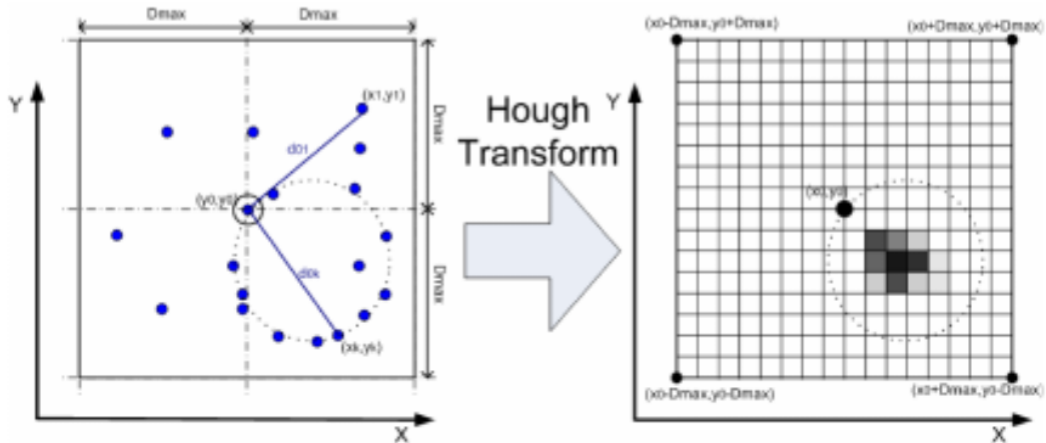 Dmax
Dmax
Y
(x1,y1)
Dmax
d01
(y0,y0)
d0k
Dmax
(xk,yk)
X
Hough
Transform
(x0-Dmax,y0+Dmax)
(x0+Dmax,y0+Dmax)
Y
(x0,y0)
(x0-Dmax,y0-Dmax)
(x0+Dmax,y0-Dmax)
X